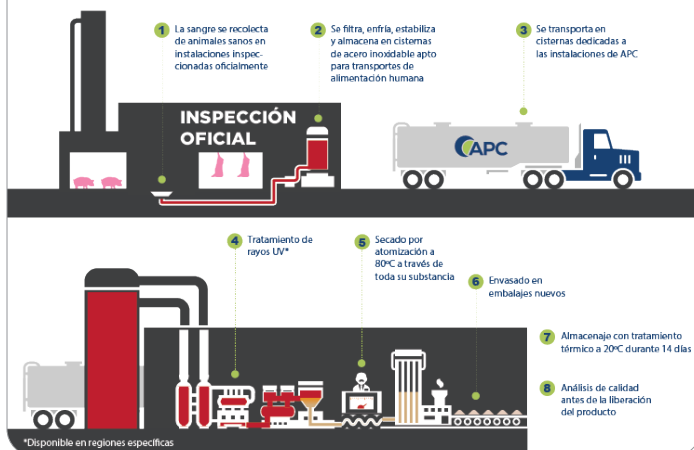 1 La sangre se recolecta
de animales sanos en
instalaciones inspec-
cionadas oficialmente
2 Se filtra, enfría, estabiliza
y almacena en cisternas
de acero inoxidable apto
para transportes de
alimentación humana
3 Se transporta en
cisternas dedicadas a
las instalaciones de APC
INSPECCIÓN
OFICIAL
APC
4 Tratamiento de
rayos UV*
5 Secado por
atomización a
80ºC a través de
toda su substancia
6 Envasado en
embalajes nuevos
7 Almacenaje con tratamiento
térmico a 20ºC durante 14 días
8 Análisis de calidad
antes de la liberación
del producto
*Disponible en regiones específicas